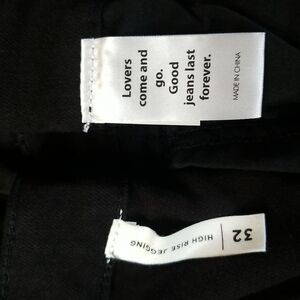 Lovers
come and
go.
Good
jeans last
forever.
MADE IN CHINA
32
HIGH RISE JEGGING